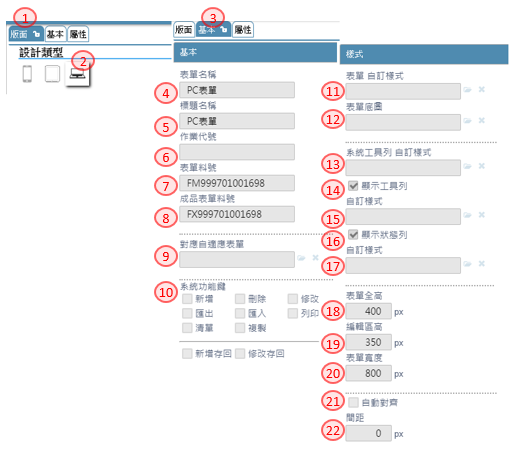 1
版面 基本 屬性
設計類型
2
3
版面 基本 屬性
基本
表單名稱
4 PC表單
標題名稱
5 PC表單
作業代號
6
表單料號
7 FM999701001698
成品表單料號
8 FX999701001698
對應自適應表單
9
10 系統功能鍵
新增 刪除 修改
匯出 匯入 列印
清單 複製
新增存回 修改存回
樣式
表單 自訂樣式
11
表單底圖
12
系統工具列 自訂樣式
13
14 顯示工具列
自訂樣式
15
16 顯示狀態列
自訂樣式
17
表單全高
18 400 px
編輯區高
19 350 px
表單寬度
20 800 px
21 自動對齊
間距
22 0 px